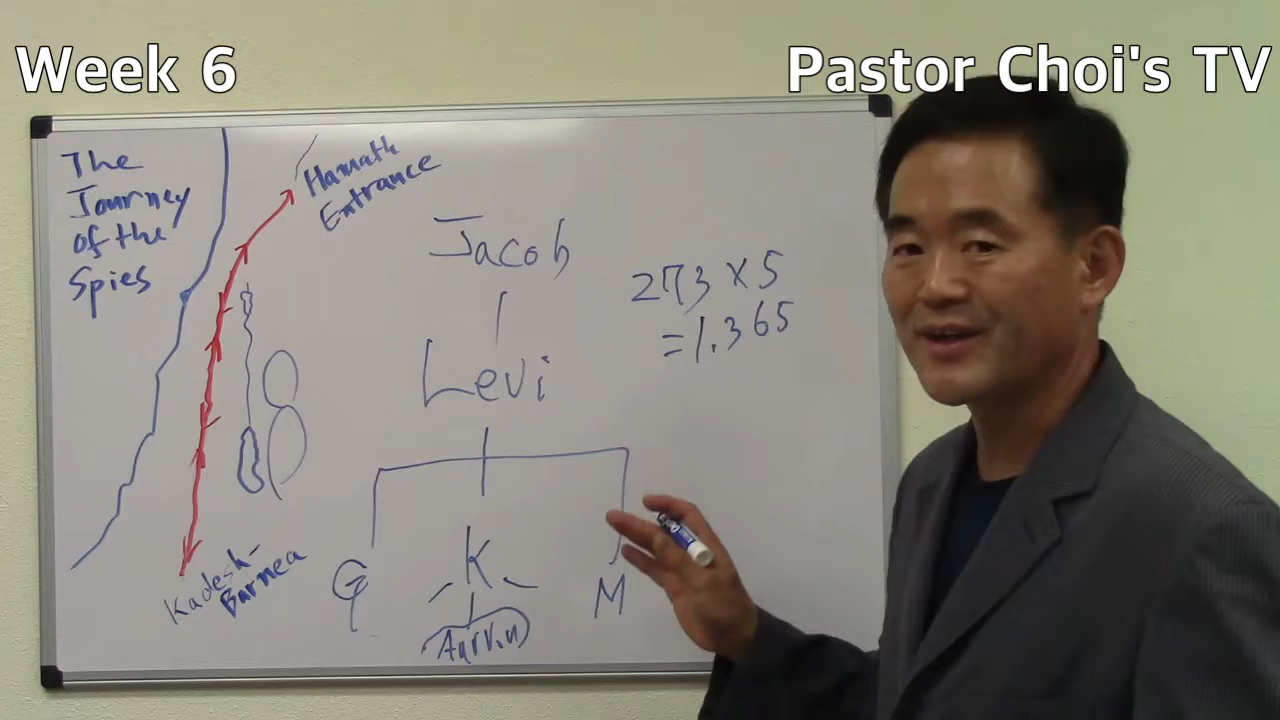 Week 6
Pastor Choi's TV
The
Journey
of the
Spies
Hamath
Entrance
Jacob
Levi
G
K
M
Kadesh-
Barnea
273 x 5
= 1.365